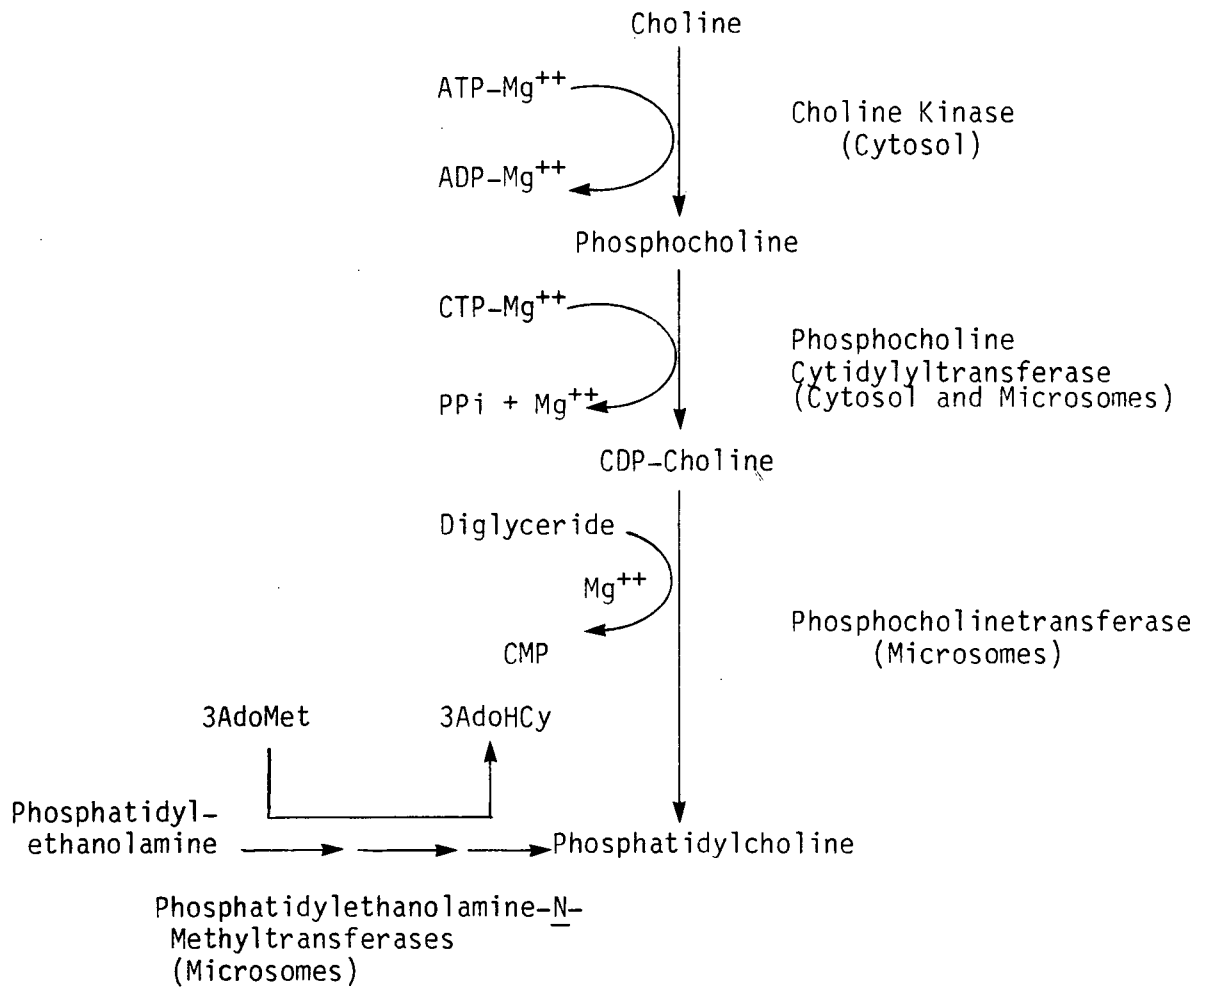 Choline
ATP–Mg++
Choline Kinase
(Cytosol)
ADP–Mg++
Phosphocholine
CTP–Mg++
Phosphocholine
Cytidylyltransferase
(Cytosol and Microsomes)
PPi + Mg++
CDP–Choline
Diglyceride
Mg++
Phosphocholinetransferase
(Microsomes)
CMP
3AdoMet
3AdoHCy
Phosphatidyl–
ethanolamine
Phosphatidylcholine
Phosphatidylethanolamine–N–
Methyltransferases
(Microsomes)